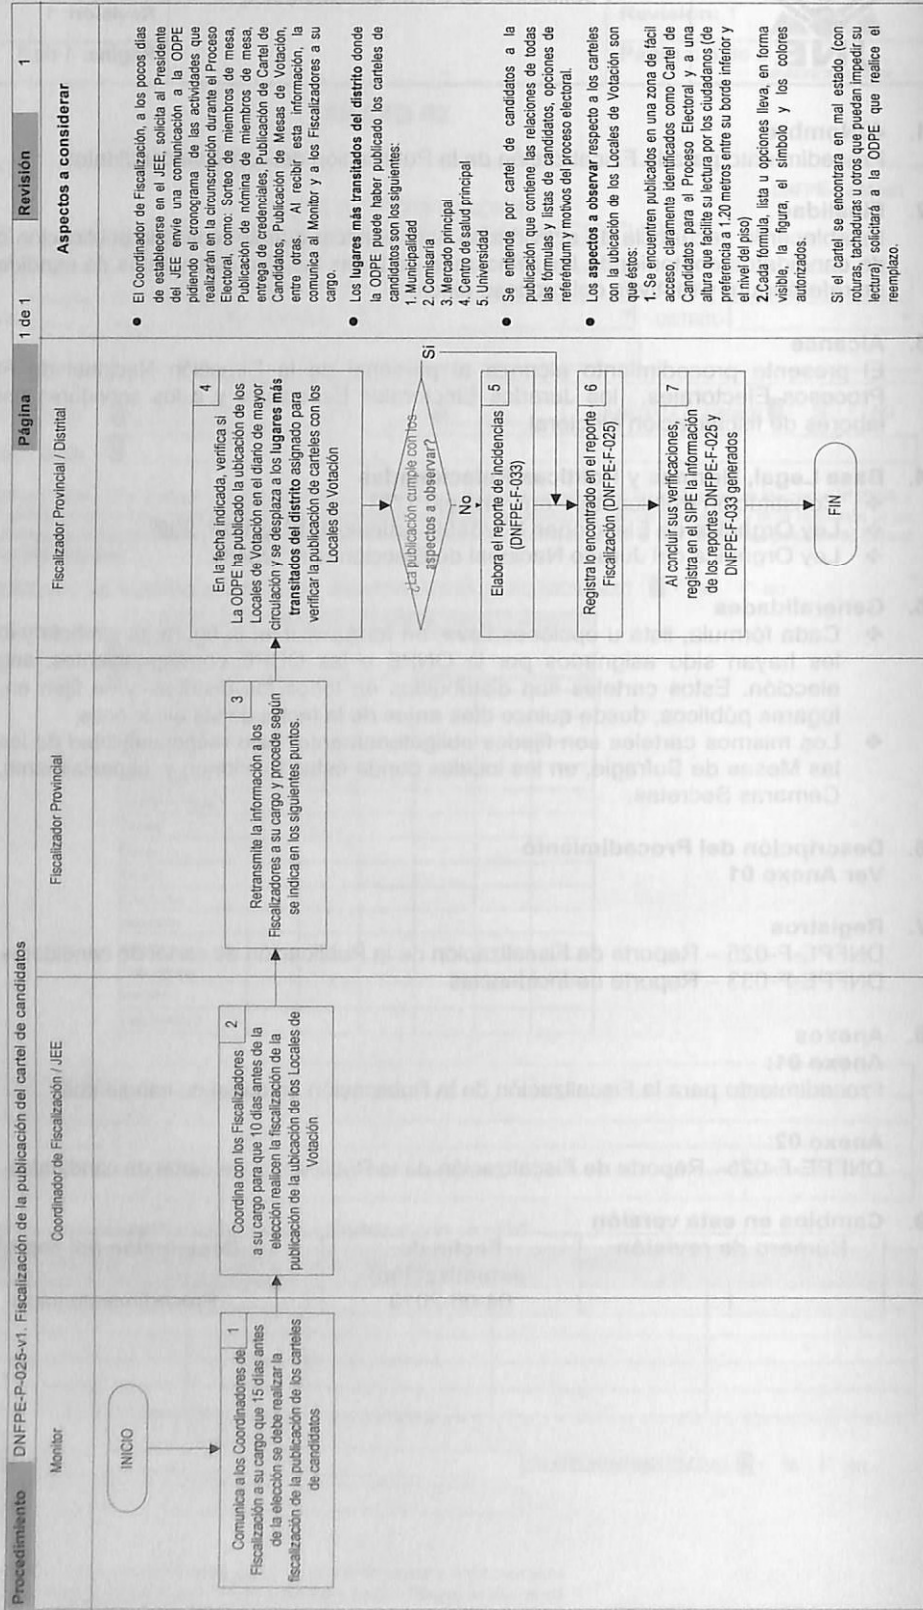 Procedimiento DNFPE-P-025-v1. Fiscalización de la publicación del cartel de candidatos Página 1 de 1 Revisión 1
Monitor
Coordinador de Fiscalización / JEE
Fiscalizador Provincial
Fiscalizador Provincial / Distrital
Aspectos a considerar
INICIO
1
Comunica a los Coordinadores de
Fiscalización a su cargo que 15 días antes
de la elección se debe realizar la
fiscalización de la publicación de los carteles
de candidatos
2
Coordina con los Fiscalizadores
a su cargo para que 10 días antes de la
elección realicen la fiscalización de la
publicación de la ubicación de los Locales de
Votación
3
Retransmite la información a los
Fiscalizadores a su cargo y procede según
se indica en los siguientes puntos
4
En la fecha indicada, verifica si
La ODPE ha publicado la ubicación de los
Locales de Votación en el diario de mayor
circulación y se desplaza a los lugares más
transitados del distrito asignado para
verificar la publicación de carteles con los
Locales de Votación
¿La publicación cumple con los
aspectos a observar?
Si
No
Elabora el reporte de incidencias 5
(DNFPE-F-033)
Registra lo encontrado en el reporte 6
Fiscalización (DNFPE-F-025)
7
Al concluir sus verificaciones,
registra en el SIPE la información
de los reportes DNFPE-F-025 y
DNFPE-F-033 generados
FIN
● El Coordinador de Fiscalización, a los pocos días
de establecerse en el JEE, solicita al Presidente
del JEE envíe una comunicación a la ODPE
pidiendo el cronograma de las actividades que
realizarán en la circunscripción durante el Proceso
Electoral, como: Sorteo de miembros de mesa,
Publicación de nómina de miembros de mesa,
entrega de credenciales, Publicación de Cartel de
Candidatos, Publicación de Mesas de Votación,
entre otras. Al recibir esta información, la
comunica al Monitor y a los Fiscalizadores a su
cargo.
● Los lugares más transitados del distrito donde
la ODPE puede haber publicado los carteles de
candidatos son los siguientes:
1. Municipalidad
2. Comisaría
3. Mercado principal
4. Centro de salud principal
5. Universidad
● Se entiende por cartel de candidatos a la
publicación que contiene las relaciones de todas
las fórmulas y listas de candidatos, opciones de
referéndum y motivos del proceso electoral.
● Los aspectos a observar respecto a los carteles
con la ubicación de los Locales de Votación son
que éstos:
1. Se encuentren publicados en una zona de fácil
acceso, claramente identificados como Cartel de
Candidatos para el Proceso Electoral y a una
altura que facilite su lectura por los ciudadanos (de
preferencia a 1.20 metros entre su borde inferior y
el nivel del piso)
2.Cada fórmula, lista u opciones lleva, en forma
visible, la figura, el símbolo y los colores
autorizados.
Si el cartel se encontrara en mal estado (con
roturas, tachaduras u otros que puedan impedir su
lectura) solicitará a la ODPE que realice el
reemplazo.